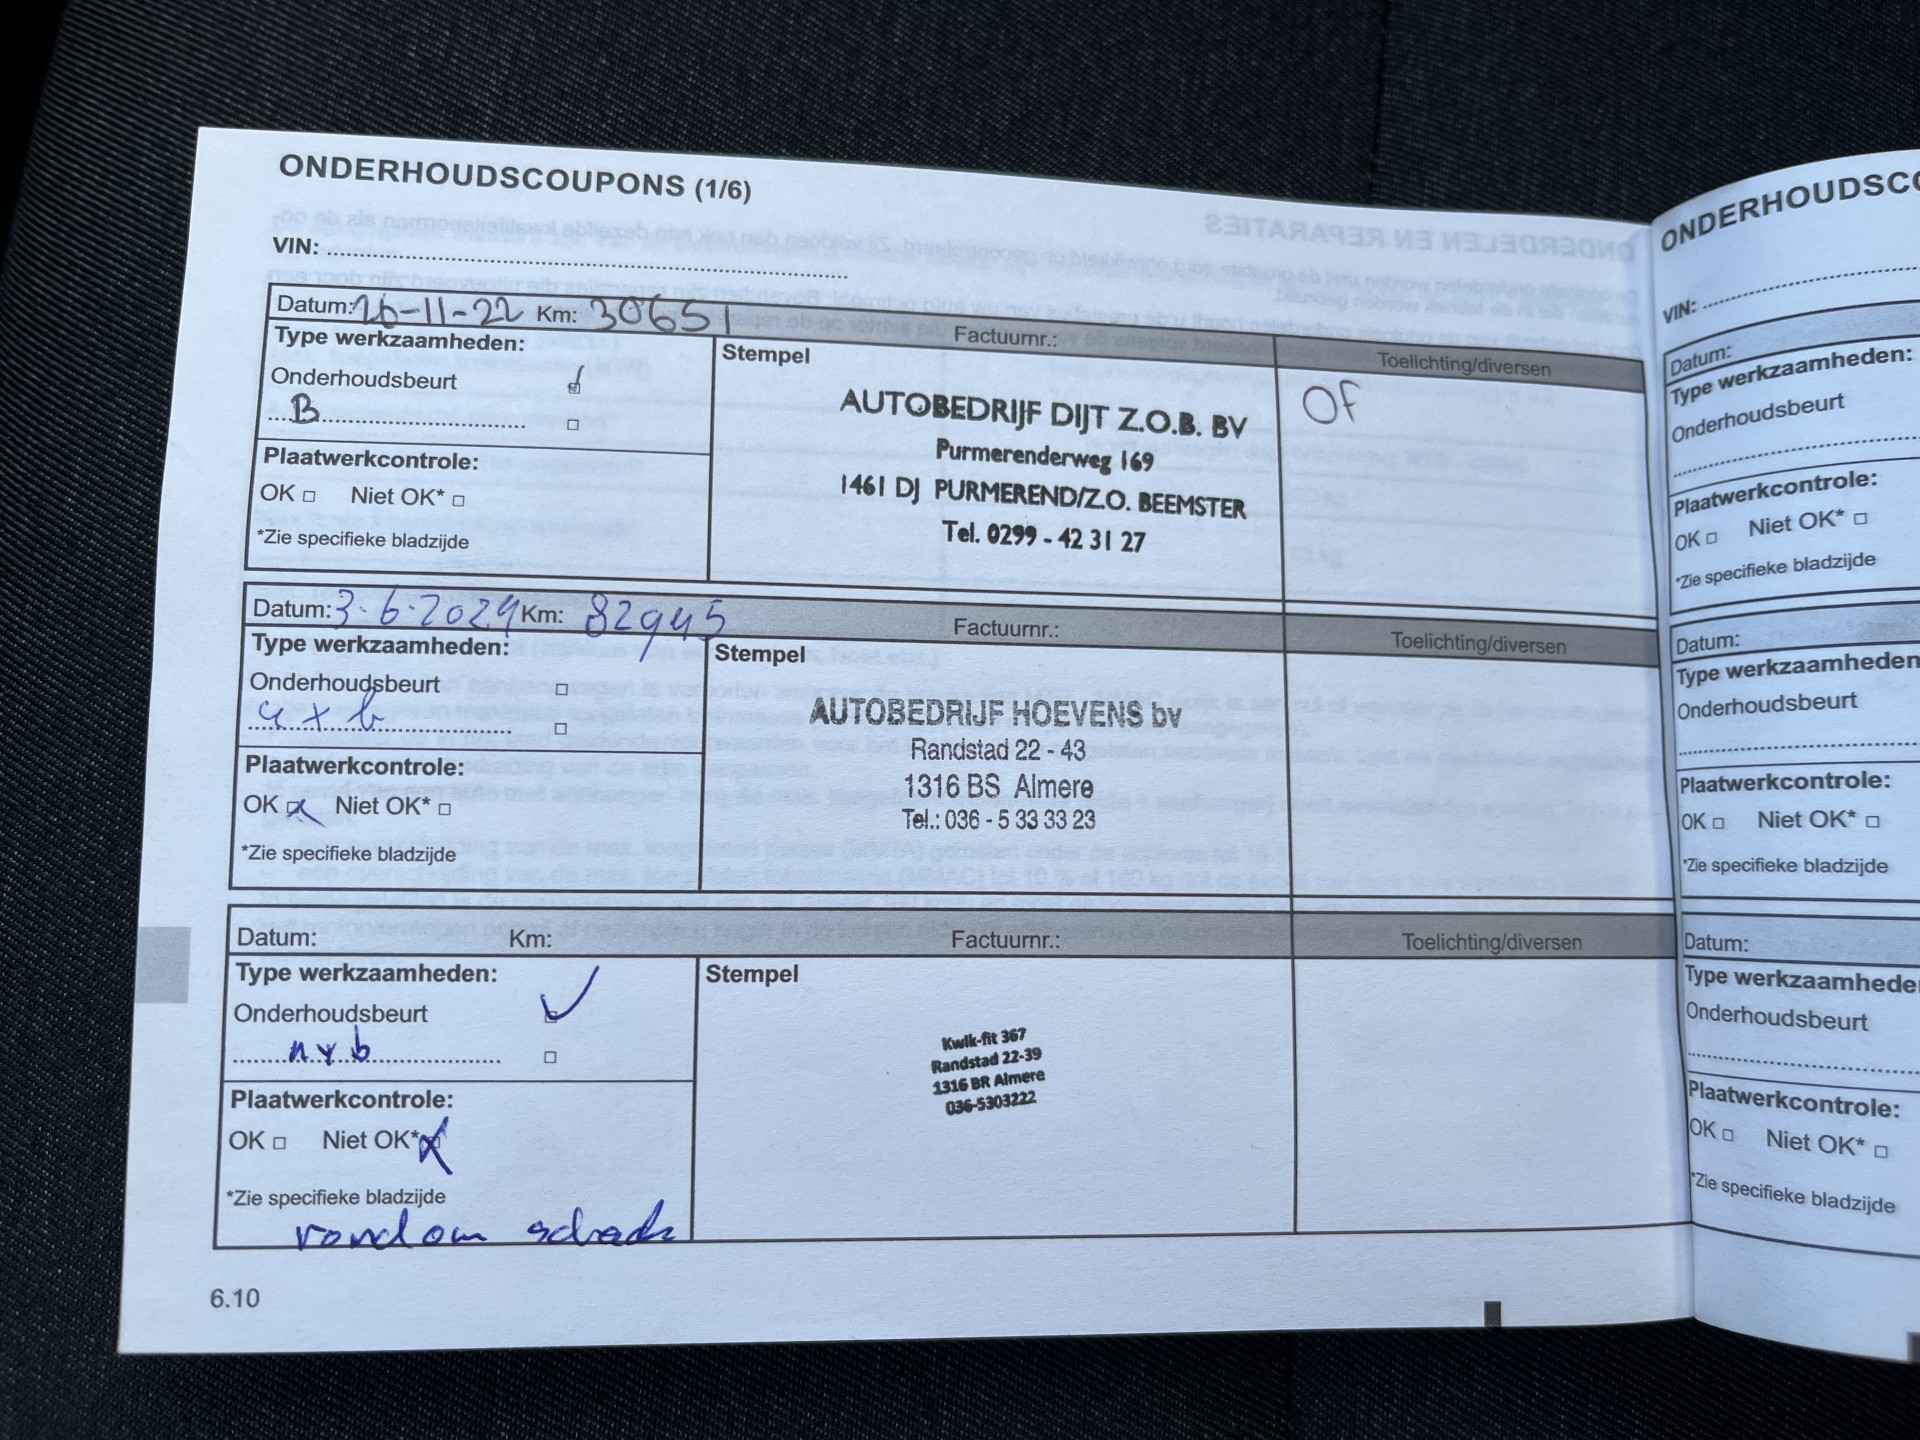 ONDERHOUDSCOUPONS (1/6)
VIN:
Datum: 26-11-22 Km: 30651 Factuurnr.: Toelichting/diversen
Type werkzaamheden:
Onderhoudsbeurt
B
Plaatwerkcontrole:
OK □ Niet OK* □
*Zie specifieke bladzijde
Stempel
AUTOBEDRIJF DIJT Z.O.B. BV
Purmerenderweg 169
1461 DJ PURMEREND/Z.O. BEEMSTER
Tel. 0299 - 42 31 27
OF
Datum: 3-6-2024 Km: 82945 Factuurnr.: Toelichting/diversen
Type werkzaamheden:
Onderhoudsbeurt □
□
Plaatwerkcontrole:
OK Niet OK* □
*Zie specifieke bladzijde
Stempel
AUTOBEDRIJF HOEVENS bv
Randstad 22 - 43
1316 BS Almere
Tel.: 036 - 5 33 33 23
Datum: Km: Factuurnr.: Toelichting/diversen
Type werkzaamheden:
Onderhoudsbeurt
□
Plaatwerkcontrole:
OK □ Niet OK*
*Zie specifieke bladzijde
rondom schade
Stempel
Kwik-fit 367
Randstad 22-39
1316 BR Almere
036-5303222
6.10
ONDERHOUDSC
VIN:
Datum:
Type werkzaamheden:
Onderhoudsbeurt
Plaatwerkcontrole:
OK □ Niet OK* □
*Zie specifieke bladzijde
Datum:
Type werkzaamheden
Onderhoudsbeurt
Plaatwerkcontrole:
OK □ Niet OK* □
*Zie specifieke bladzijde
Datum:
Type werkzaamhede
Onderhoudsbeurt
Plaatwerkcontrole:
OK □ Niet OK* □
*Zie specifieke bladzijde